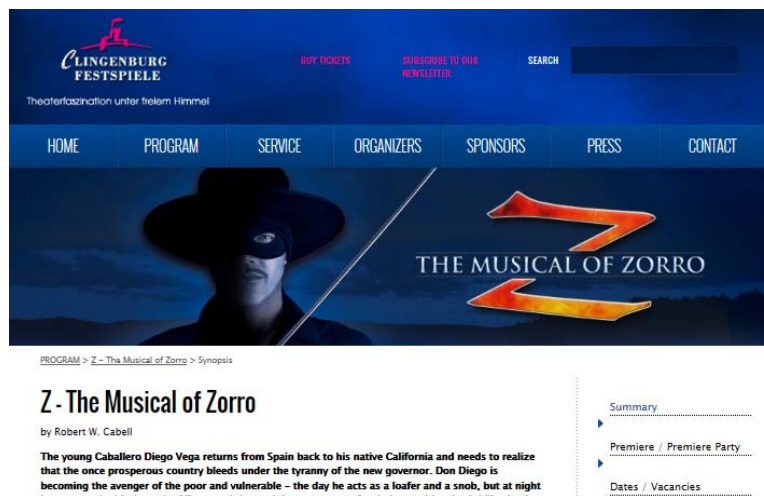 CLINGENBURG
FESTSPIELE
Theaterfaszination unter freiem Himmel
BUY TICKETS
SUBSCRIBE TO OUR
NEWSLETTER
SEARCH
HOME
PROGRAM
SERVICE
ORGANIZERS
SPONSORS
PRESS
CONTACT
Z
THE MUSICAL OF ZORRO
PROGRAM > Z – The Musical of Zorro > Synopsis
Z - The Musical of Zorro
by Robert W. Cabell
The young Caballero Diego Vega returns from Spain back to his native California and needs to realize
that the once prosperous country bleeds under the tyranny of the new governor. Don Diego is
becoming the avenger of the poor and vulnerable – the day he acts as a loafer and a snob, but at night
Summary
Premiere / Premiere Party
Dates / Vacancies